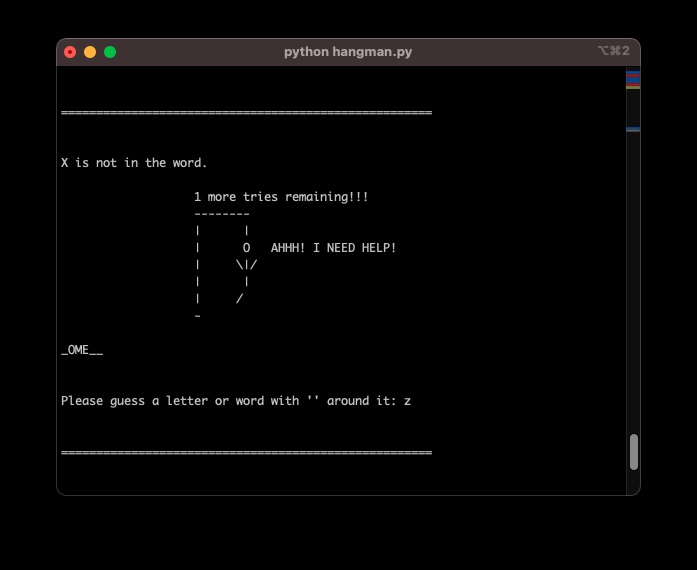 python hangman.py
⌥⌘2
=====================================================
X is not in the word.
1 more tries remaining!!!
--------
|      |
|      O   AHHH! I NEED HELP!
|     \|/
|      |
|     /
-
_OME__
Please guess a letter or word with '' around it: z
=====================================================